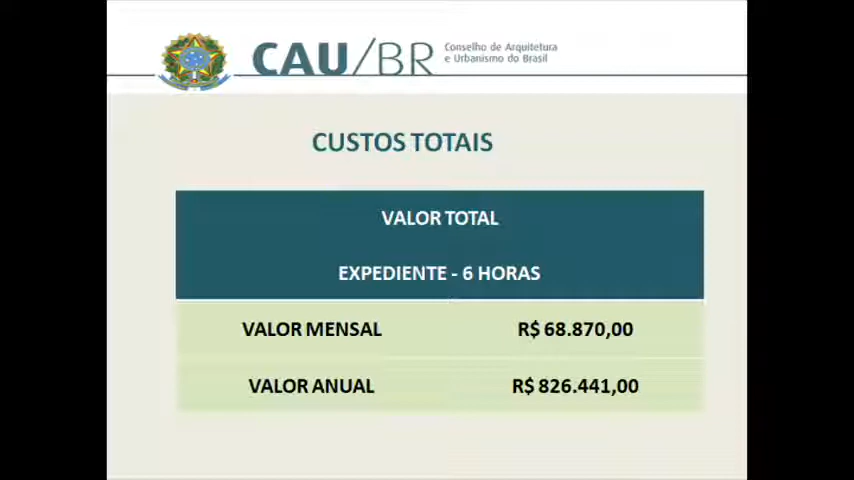 CAU/BR
Conselho de Arquitetura
e Urbanismo do Brasil
CUSTOS TOTAIS
VALOR TOTAL
EXPEDIENTE - 6 HORAS
VALOR MENSAL R$ 68.870,00
VALOR ANUAL R$ 826.441,00